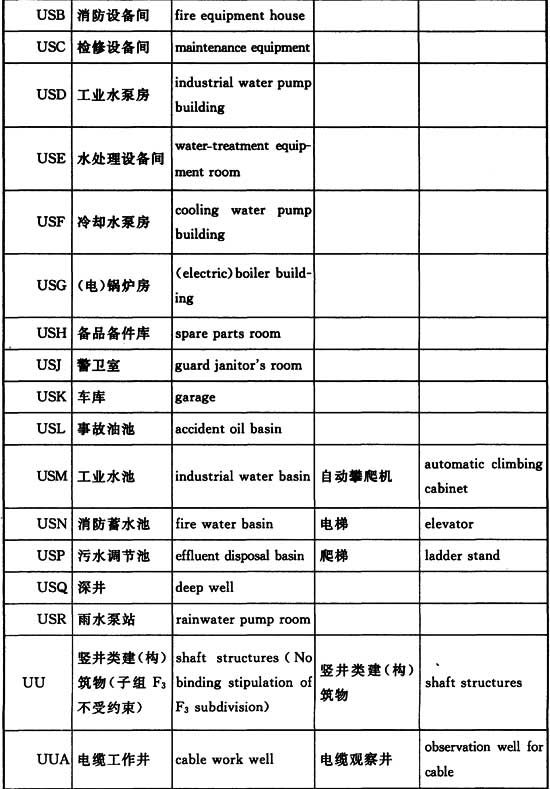 USB 消防设备间 fire equipment house
USC 检修设备间 maintenance equipment
USD 工业水泵房 industrial water pump
building
USE 水处理设备间 water-treatment equip-
ment room
USF 冷却水泵房 cooling water pump
building
USG (电)锅炉房 (electric)boiler build-
ing
USH 备品备件库 spare parts room
USJ 警卫室 guard janitor's room
USK 车库 garage
USL 事故油池 accident oil basin
USM 工业水池 industrial water basin 自动攀爬机 automatic climbing
cabinet
USN 消防蓄水池 fire water basin 电梯 elevator
USP 污水调节池 effluent disposal basin 爬梯 ladder stand
USQ 深井 deep well
USR 雨水泵站 rainwater pump room
UU 竖井类建(构)
筑物(子组 F3
不受约束) shaft structures (No
binding stipulation of
F3 subdivision) 竖井类建(构)
筑物 shaft structures
UUA 电缆工作井 cable work well 电缆观察井 observation well for
cable